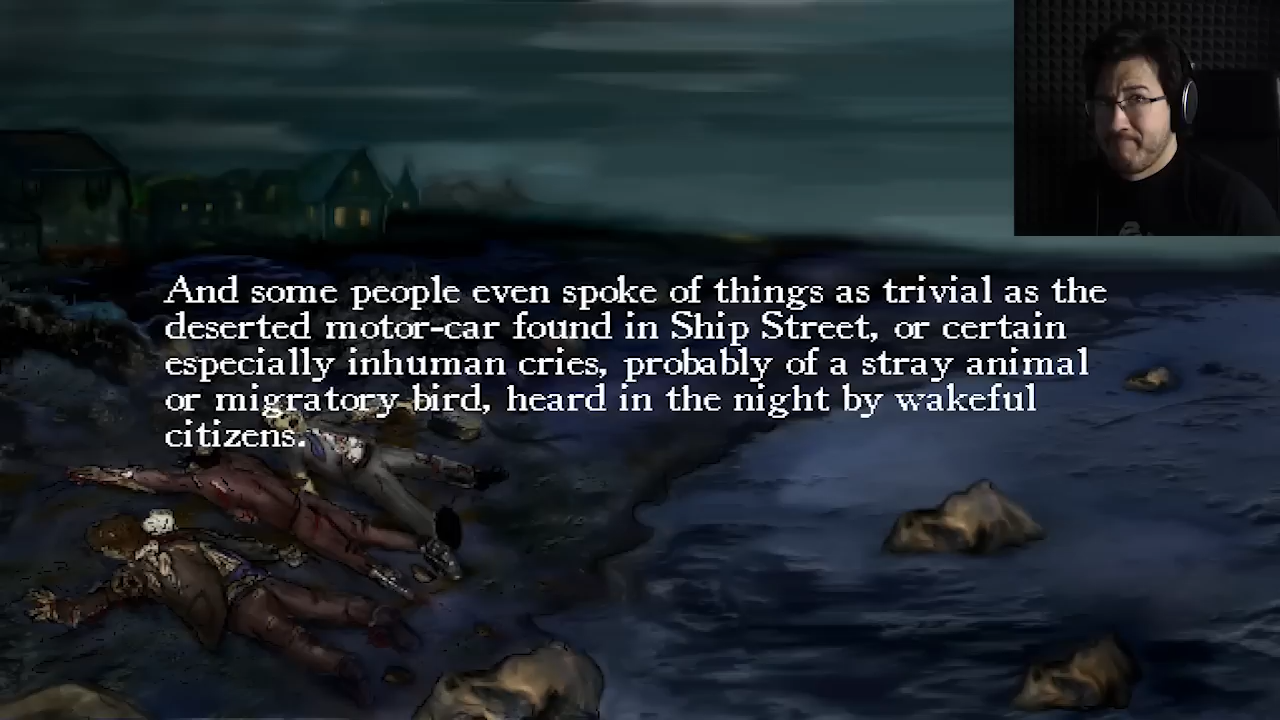 And some people even spoke of things as trivial as the
deserted motor-car found in Ship Street, or certain
especially inhuman cries, probably of a stray animal
or migratory bird, heard in the night by wakeful
citizens.